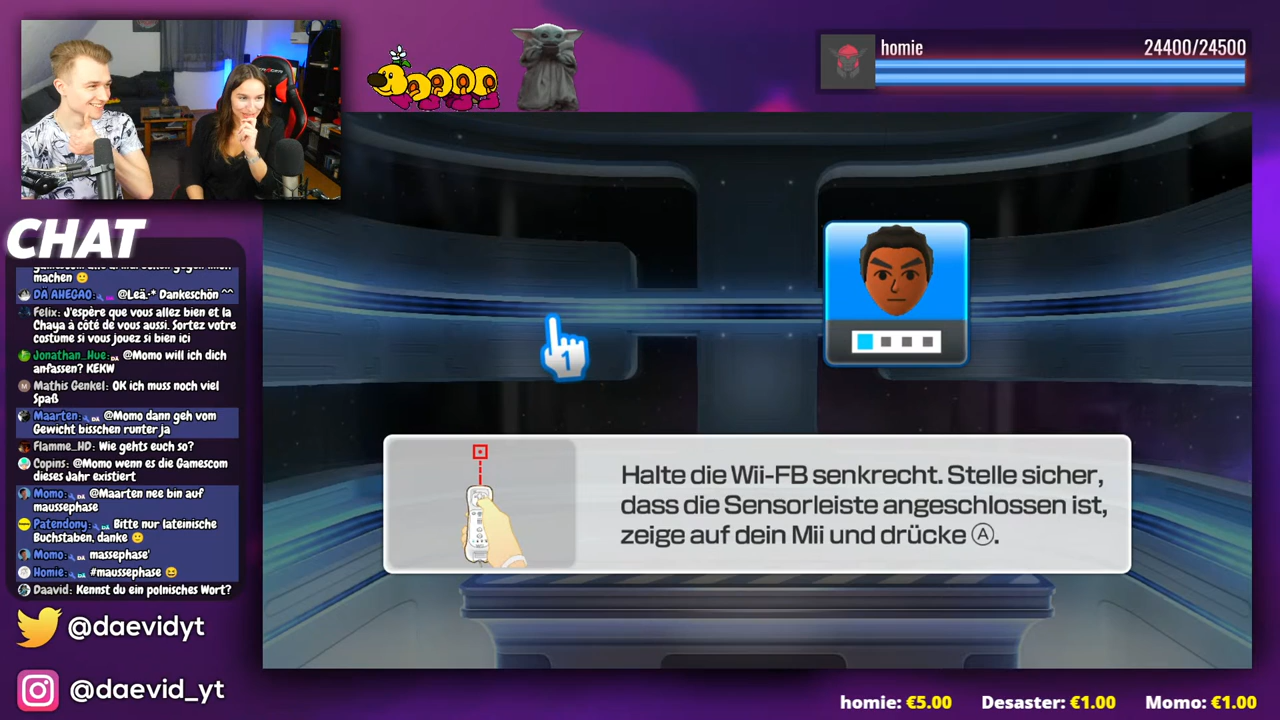 homie
24400/24500
CHAT
machen
DA AHEGAO: @Leä.* Dankeschön ^^
Felix: J'espère que vous allez bien et la
Chaya à côté de vous aussi. Sortez votre
costume si vous jouez si bien ici
Jonathan_Hue: @Momo will ich dich
anfassen? KEKW
Mathis Genkel: OK ich muss noch viel
Spaß
Maarten: @Momo dann geh vom
Gewicht bisschen runter ja
Flamme_HD: Wie gehts euch so?
Copins: @Momo wenn es die Gamescom
dieses Jahr existiert
Momo: @Maarten nee bin auf
maussephase
Patendony: Bitte nur lateinische
Buchstaben, danke
Momo: massephase'
Homie: #maussephase
Daavid: Kennst du ein polnisches Wort?
@daevidyt
@daevid_yt
1
Halte die Wii-FB senkrecht. Stelle sicher,
dass die Sensorleiste angeschlossen ist,
zeige auf dein Mii und drücke Ⓐ.
homie: €5.00 Desaster: €1.00 Momo: €1.00